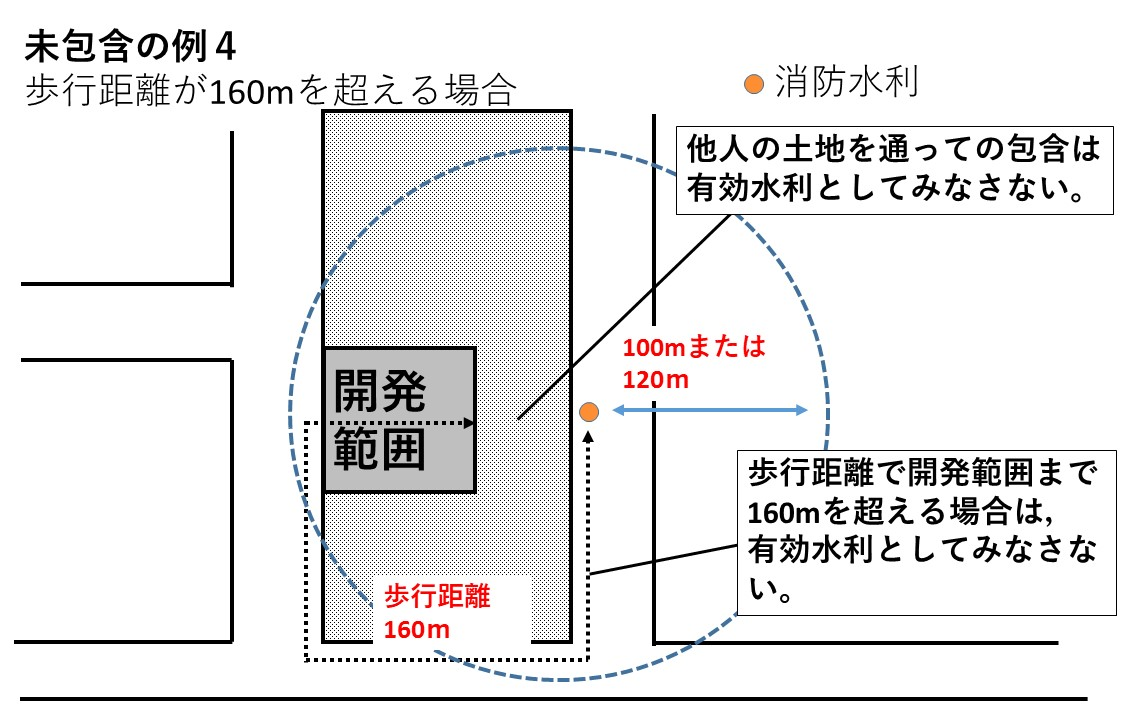 未包含の例４
歩行距離が160mを超える場合
消防水利
他人の土地を通っての包含は
有効水利としてみなさない。
100mまたは
120ｍ
開発
範囲
歩行距離で開発範囲まで
160mを超える場合は，
有効水利としてみなさな
い。
歩行距離
160ｍ